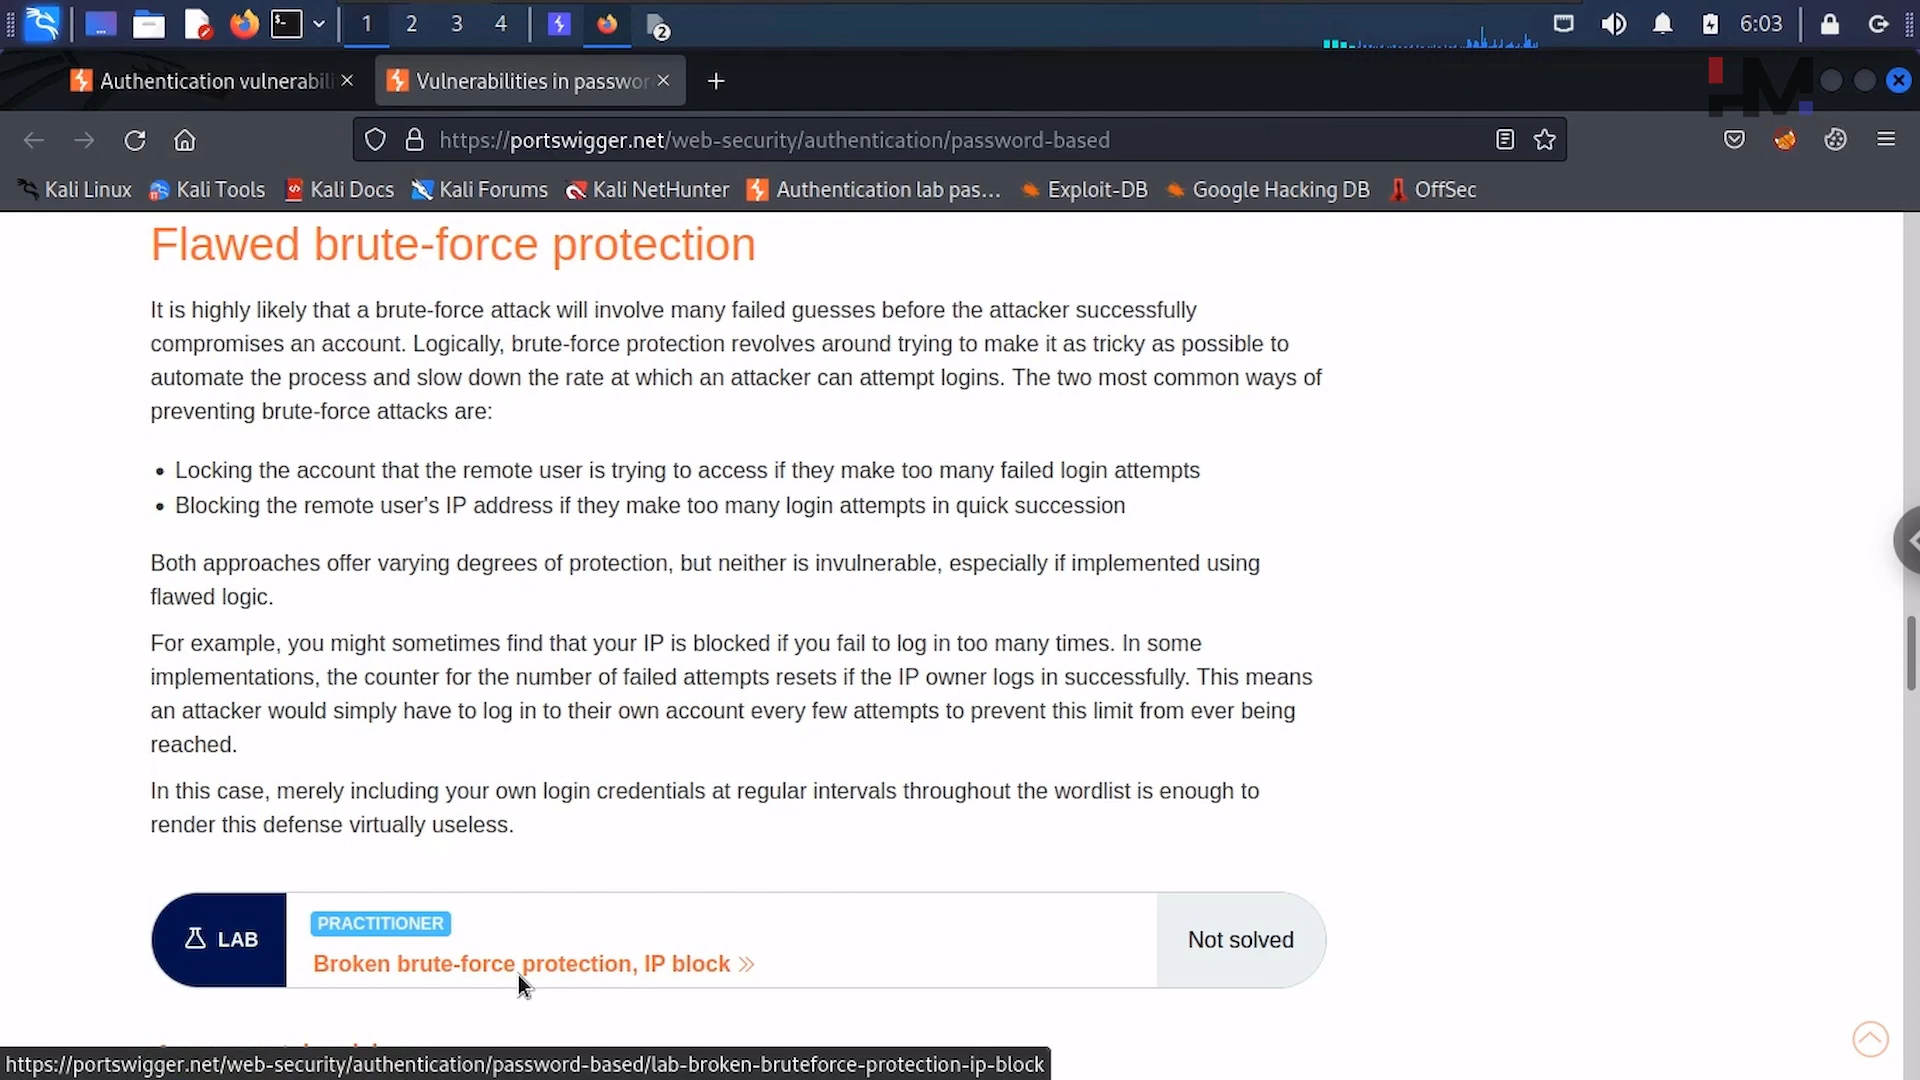 1 2 3 4 2 6:03
Authentication vulnerabili Vulnerabilities in passwor
HM
https://portswigger.net/web-security/authentication/password-based
Kali Linux Kali Tools Kali Docs Kali Forums Kali NetHunter Authentication lab pas... Exploit-DB Google Hacking DB OffSec
Flawed brute-force protection
It is highly likely that a brute-force attack will involve many failed guesses before the attacker successfully
compromises an account. Logically, brute-force protection revolves around trying to make it as tricky as possible to
automate the process and slow down the rate at which an attacker can attempt logins. The two most common ways of
preventing brute-force attacks are:
• Locking the account that the remote user is trying to access if they make too many failed login attempts
• Blocking the remote user's IP address if they make too many login attempts in quick succession
Both approaches offer varying degrees of protection, but neither is invulnerable, especially if implemented using
flawed logic.
For example, you might sometimes find that your IP is blocked if you fail to log in too many times. In some
implementations, the counter for the number of failed attempts resets if the IP owner logs in successfully. This means
an attacker would simply have to log in to their own account every few attempts to prevent this limit from ever being
reached.
In this case, merely including your own login credentials at regular intervals throughout the wordlist is enough to
render this defense virtually useless.
PRACTITIONER
LAB Not solved
Broken brute-force protection, IP block
https://portswigger.net/web-security/authentication/password-based/lab-broken-bruteforce-protection-ip-block